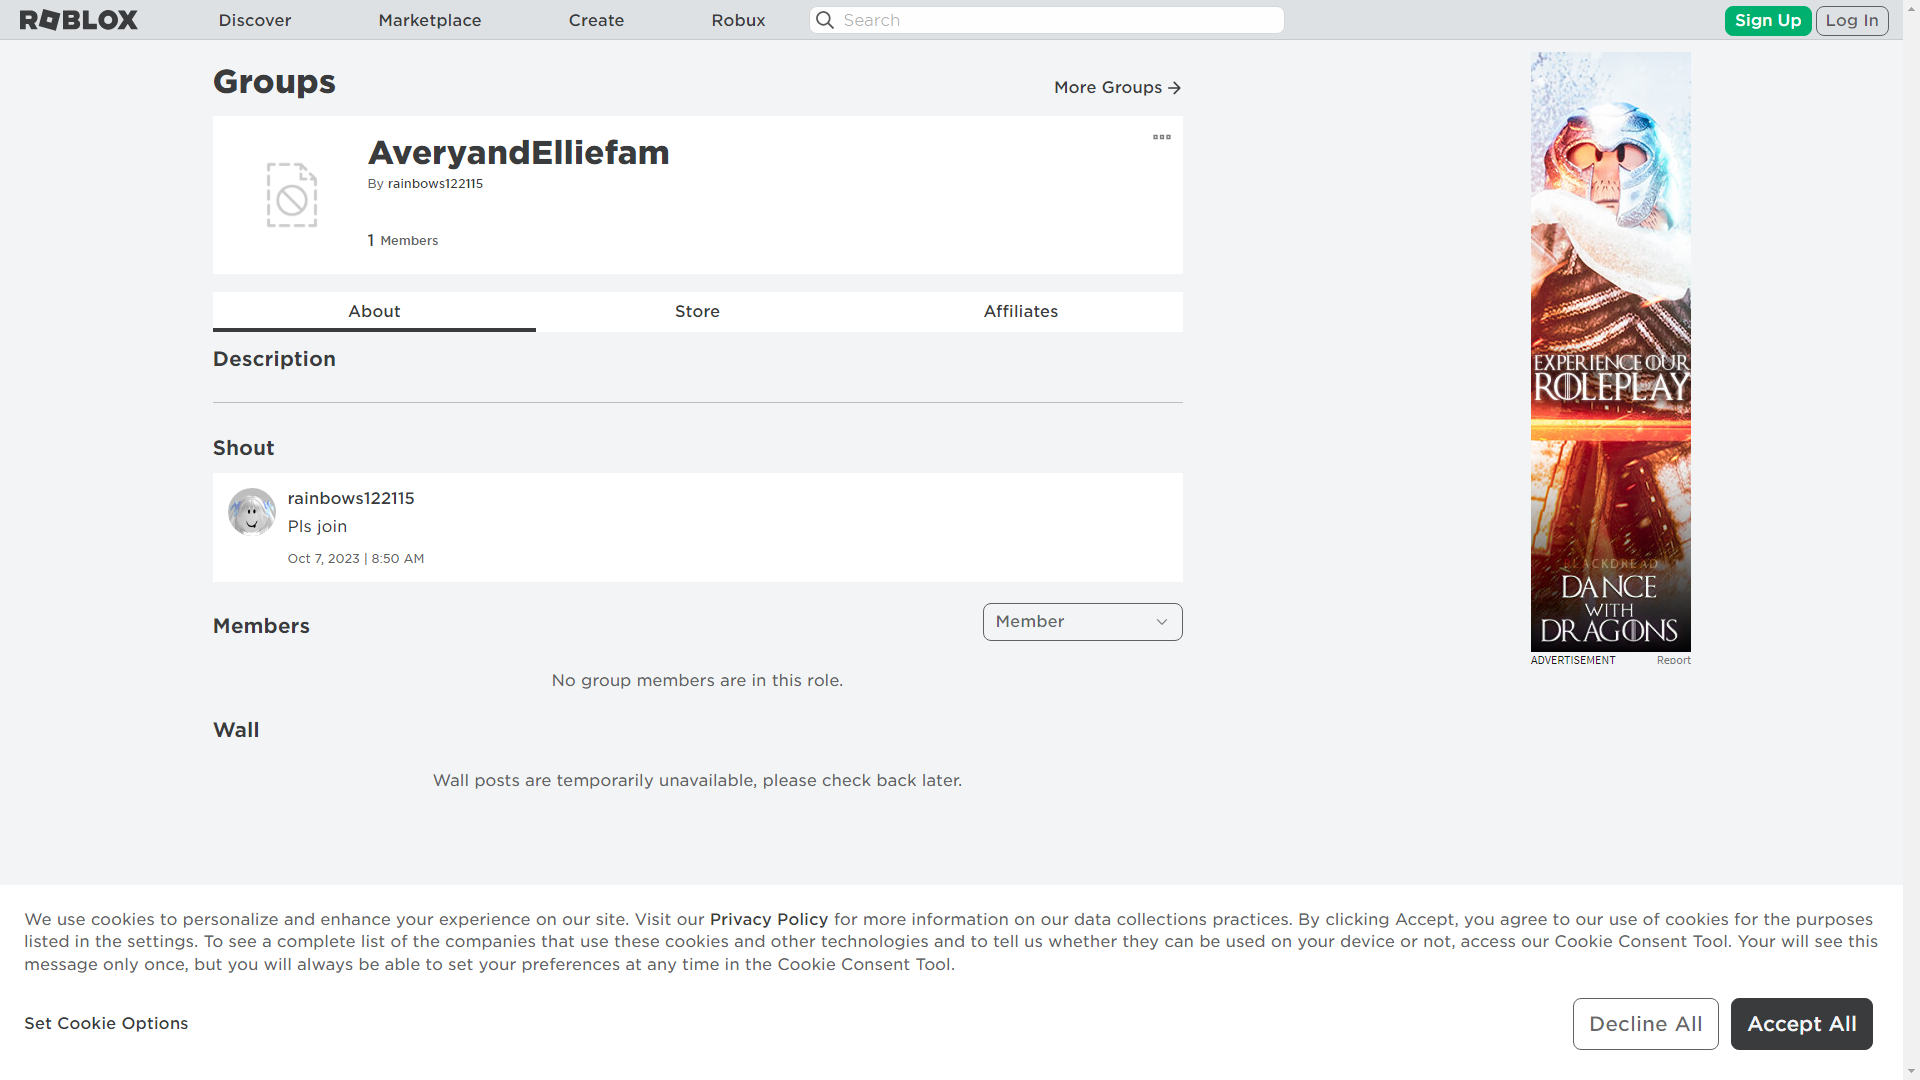 ROBLOX
Discover
Marketplace
Create
Robux
Search
Sign Up
Log In
Groups
More Groups
AveryandElliefam
By rainbows122115
1 Members
About
Store
Affiliates
Description
Shout
rainbows122115
Pls join
Oct 7, 2023 | 8:50 AM
Members
Member
No group members are in this role.
Wall
Wall posts are temporarily unavailable, please check back later.
EXPERIENCE OUR
ROLEPLAY
BLACKDREAD
DANCE
WITH
DRAGONS
ADVERTISEMENT
Report
We use cookies to personalize and enhance your experience on our site. Visit our Privacy Policy for more information on our data collections practices. By clicking Accept, you agree to our use of cookies for the purposes
listed in the settings. To see a complete list of the companies that use these cookies and other technologies and to tell us whether they can be used on your device or not, access our Cookie Consent Tool. Your will see this
message only once, but you will always be able to set your preferences at any time in the Cookie Consent Tool.
Set Cookie Options
Decline All
Accept All